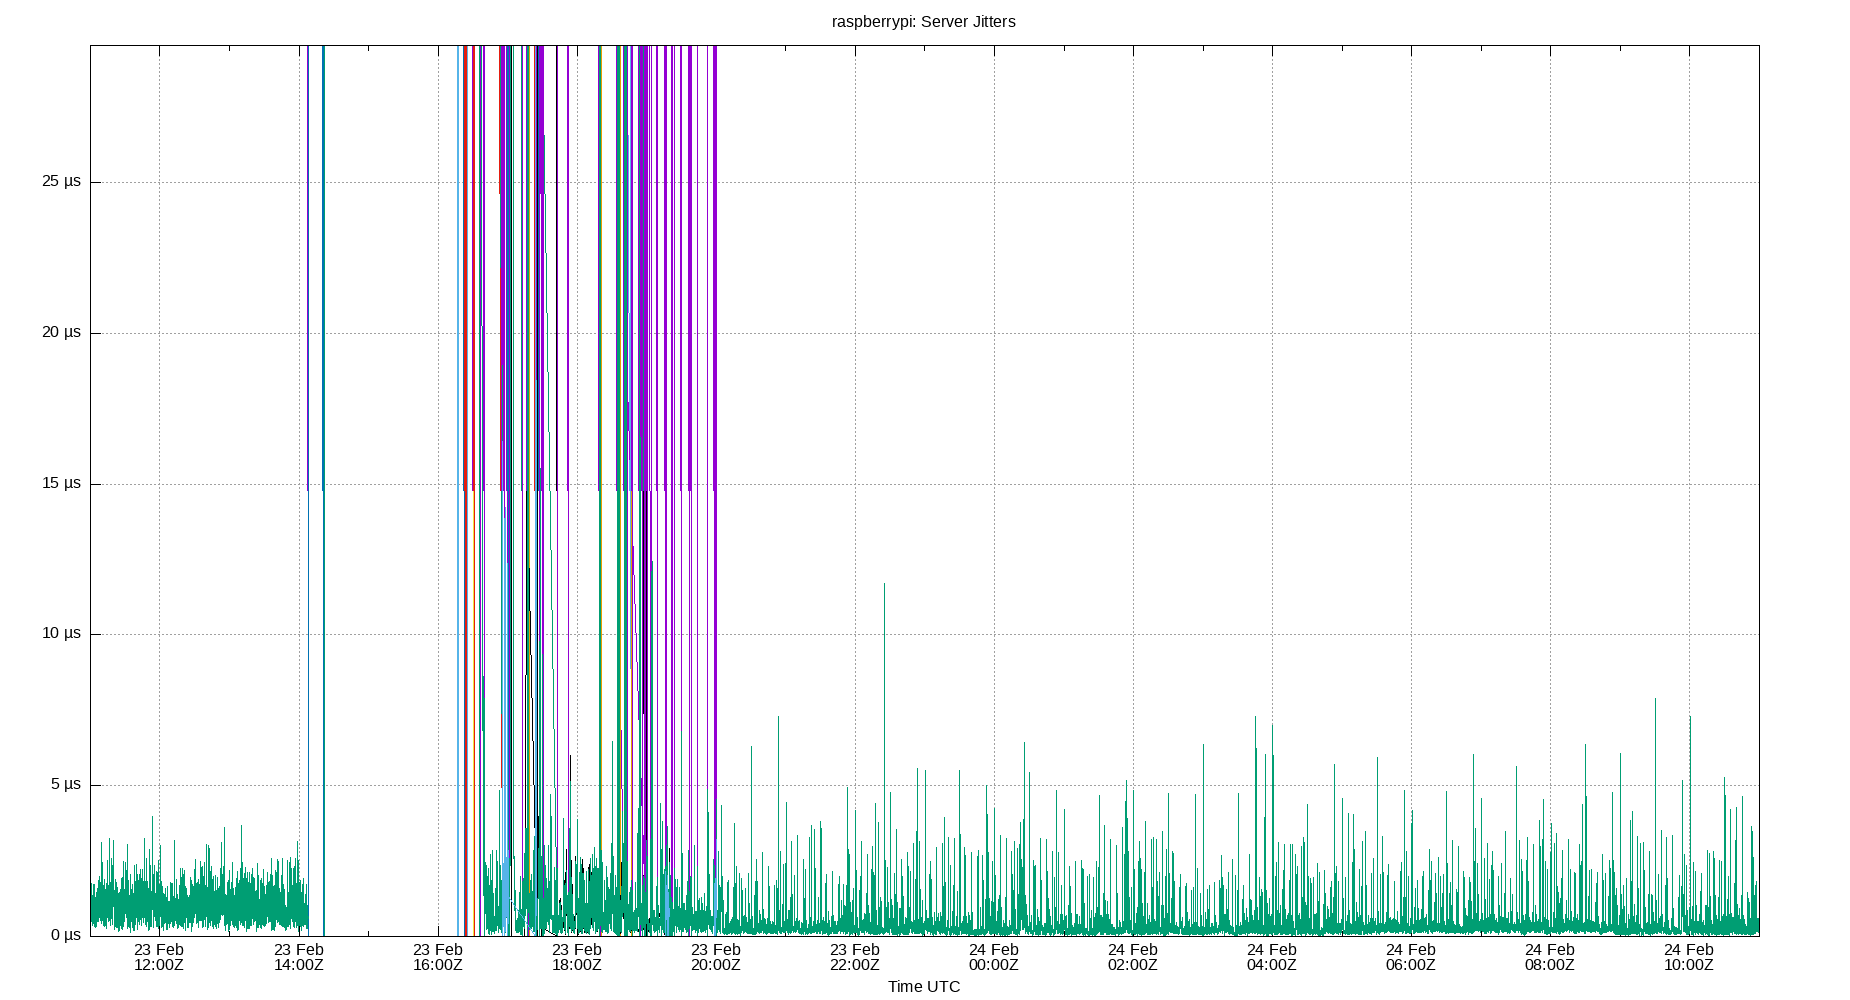 raspberrypi: Server Jitters
25 µs
20 µs
15 µs
10 µs
5 µs
0 µs
23 Feb 23 Feb 23 Feb 23 Feb 23 Feb 23 Feb 24 Feb 24 Feb 24 Feb 24 Feb 24 Feb 24 Feb
12:00Z 14:00Z 16:00Z 18:00Z 20:00Z 22:00Z 00:00Z 02:00Z 04:00Z 06:00Z 08:00Z 10:00Z
Time UTC